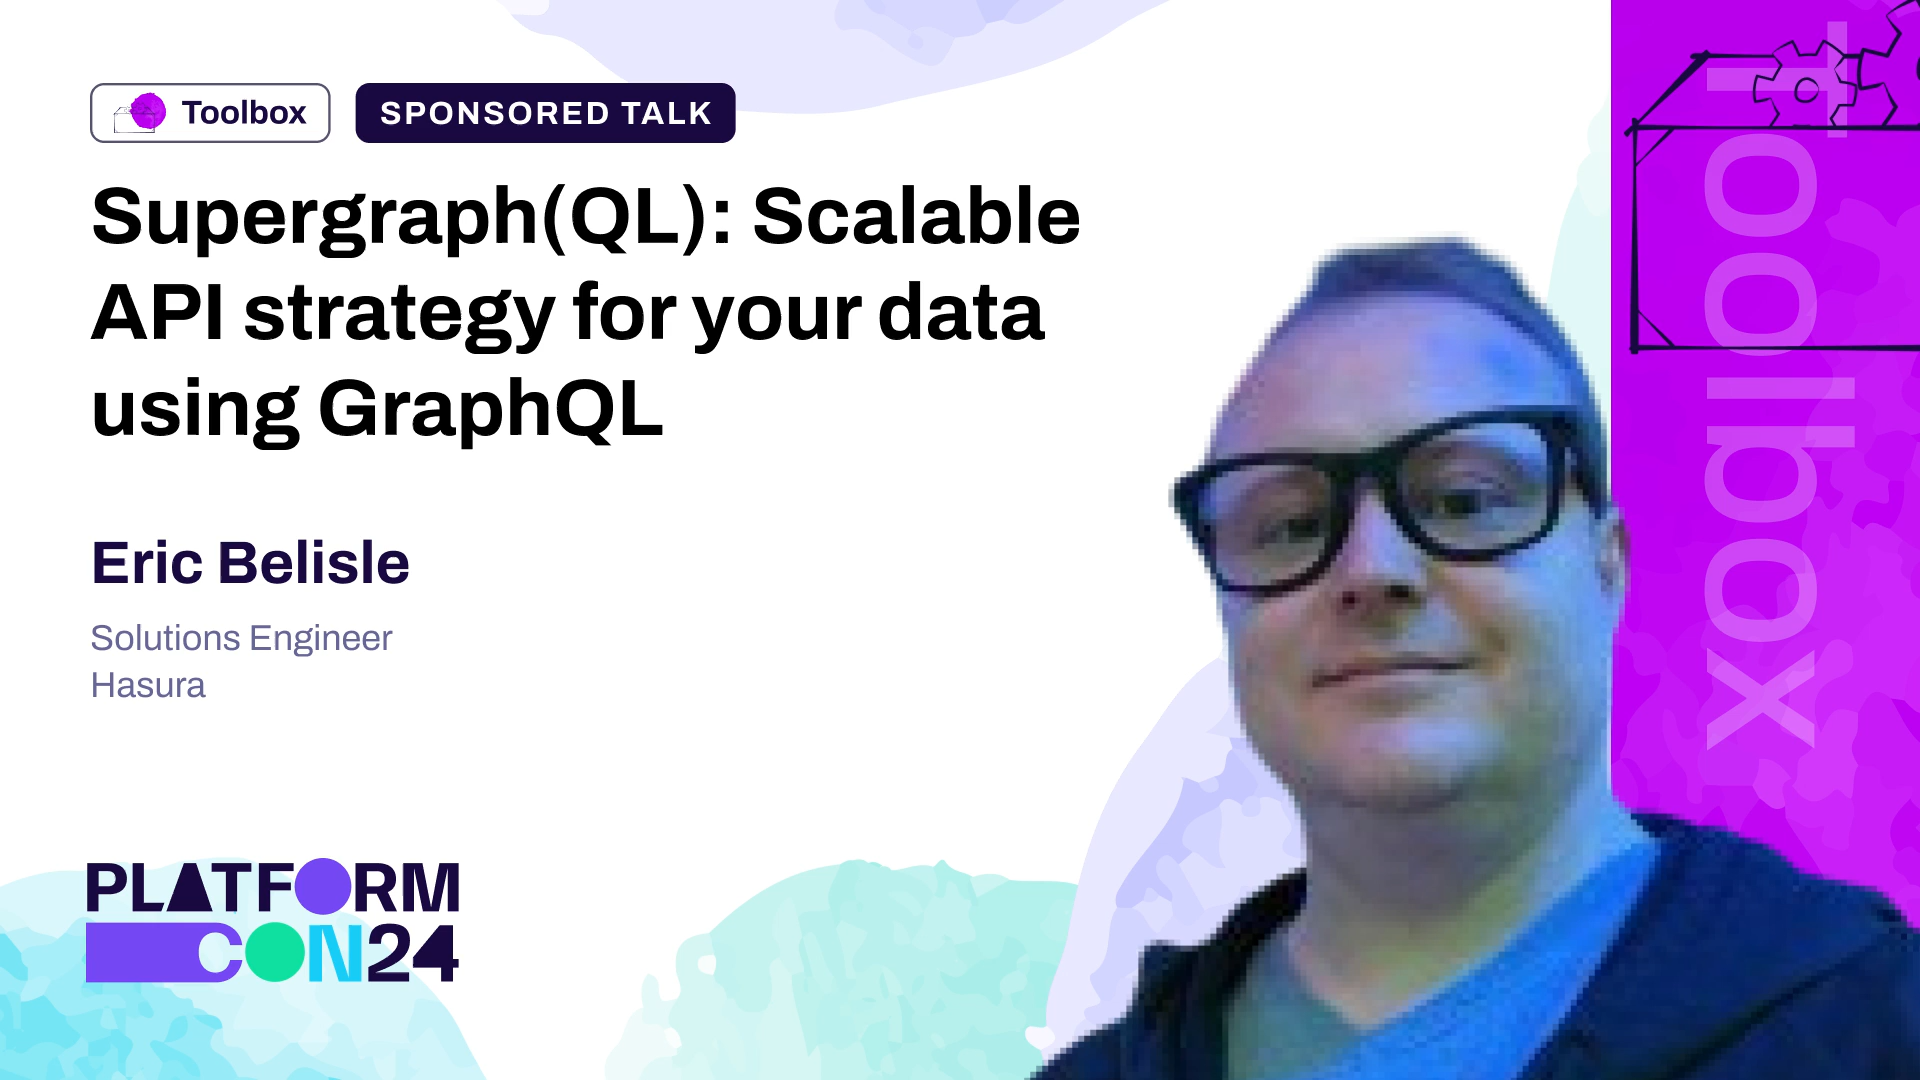 Toolbox
SPONSORED TALK
Supergraph(QL): Scalable
API strategy for your data
using GraphQL
Eric Belisle
Solutions Engineer
Hasura
PLATFORM
CON24
Toolbox